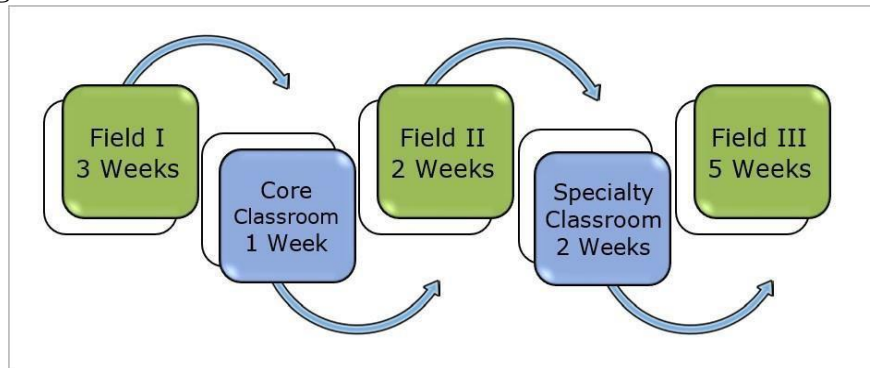 Field I
3 Weeks
Core
Classroom
1 Week
Field II
2 Weeks
Specialty
Classroom
2 Weeks
Field III
5 Weeks